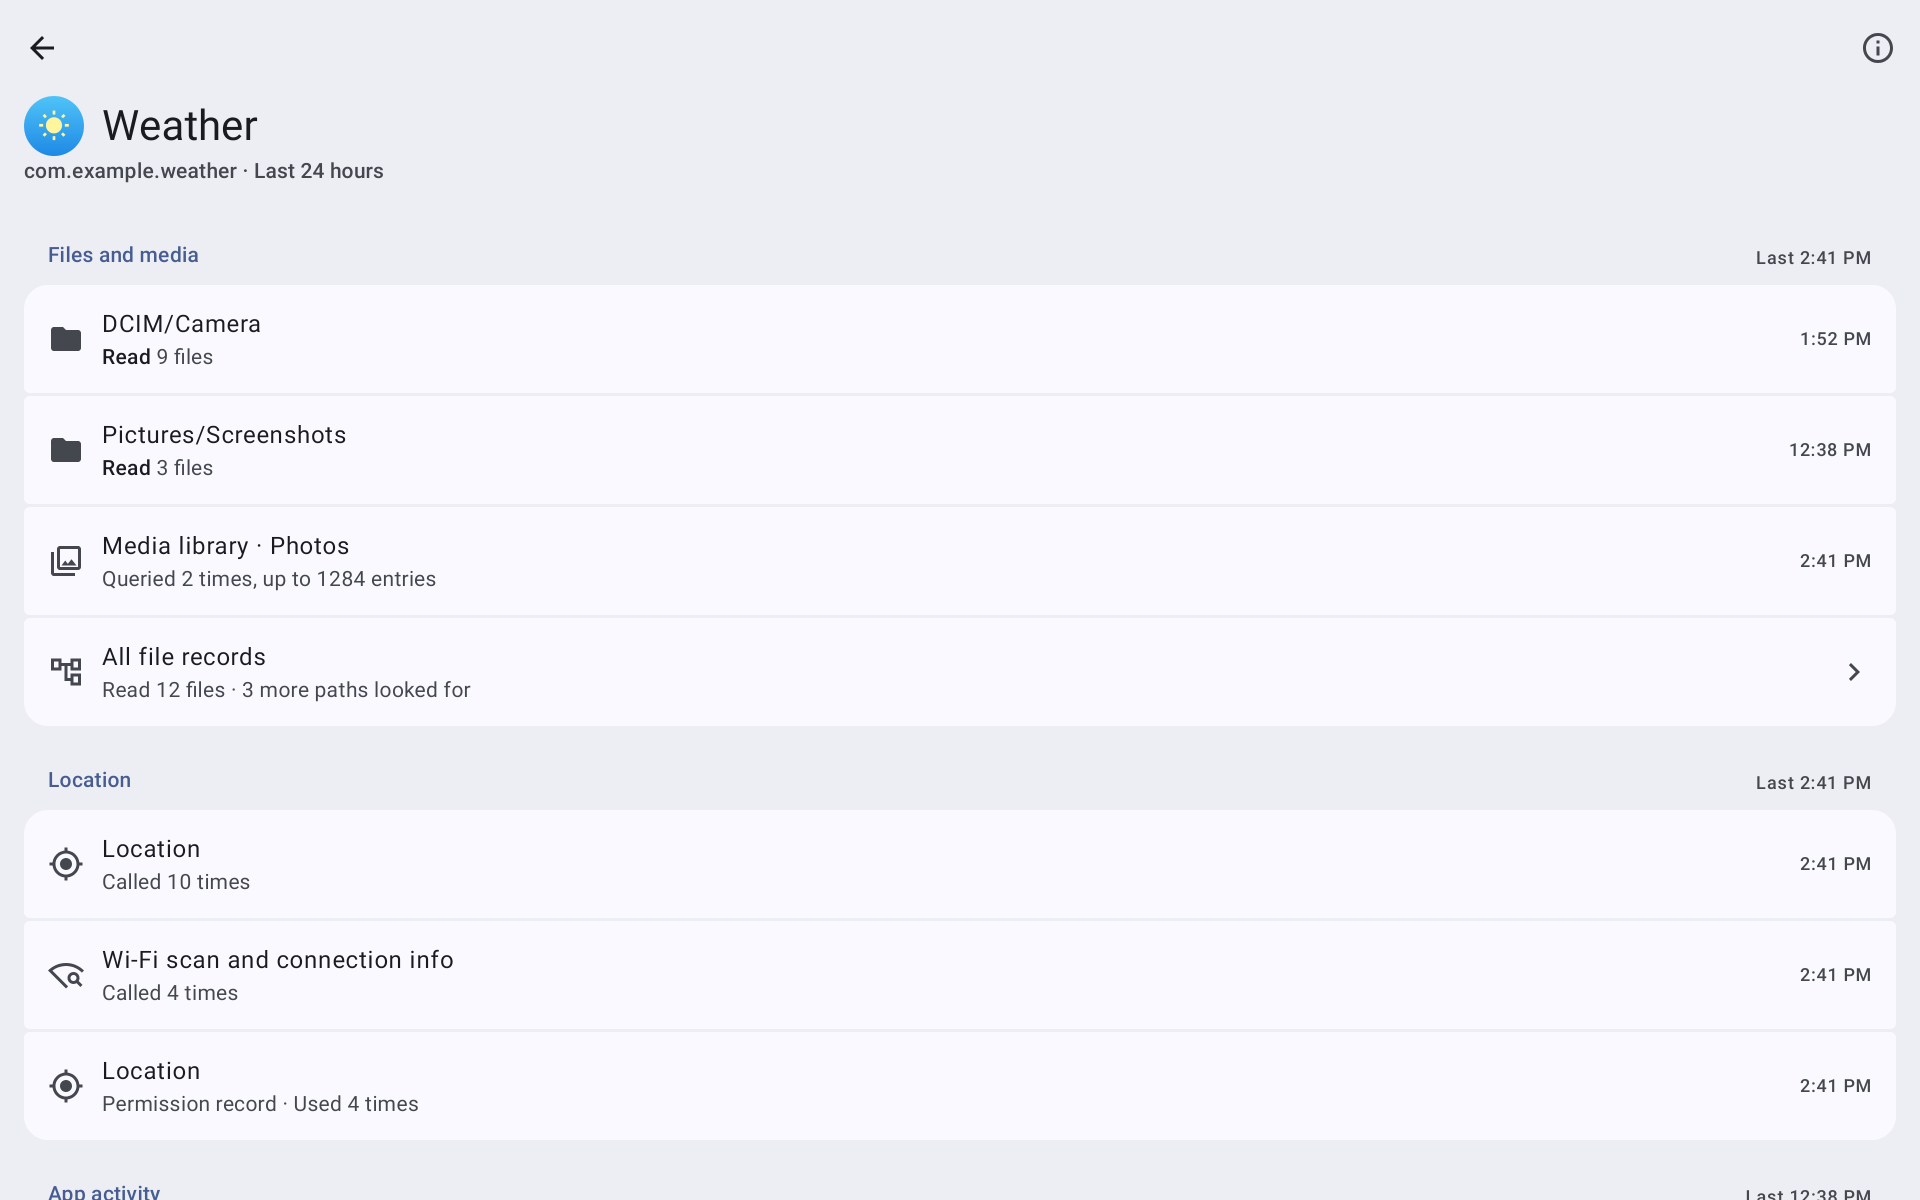 Weather
com.example.weather · Last 24 hours
Files and media
Last 2:41 PM
DCIM/Camera
Read 9 files
1:52 PM
Pictures/Screenshots
Read 3 files
12:38 PM
Media library · Photos
Queried 2 times, up to 1284 entries
2:41 PM
All file records
Read 12 files · 3 more paths looked for
Location
Last 2:41 PM
Location
Called 10 times
2:41 PM
Wi-Fi scan and connection info
Called 4 times
2:41 PM
Location
Permission record · Used 4 times
2:41 PM
App activity
Last 12:38 PM